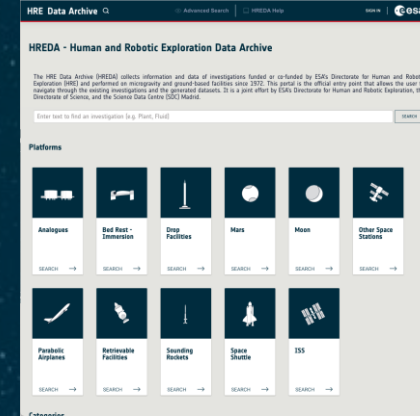 HRE Data Archive
Advanced Search
HREDA Help
SIGN IN
esa
HREDA - Human and Robotic Exploration Data Archive
The HRE Data Archive (HREDA) collects information and data of investigations funded or co-funded by ESA's Directorate for Human and Robotic
Exploration (HRE) and performed on microgravity and ground-based facilities since 1972. This portal is the official entry point that allows the user
navigate through the existing investigations and the generated datasets. It is a joint effort by ESA's Directorate for Human and Robotic Exploration, the
Directorate of Science, and the Science Data Centre (SDC) Madrid.
Enter text to find an investigation (e.g. Plant, Fluid)
SEARCH
Platforms
Analogues
SEARCH →
Bed Rest -
Immersion
SEARCH →
Drop
Facilities
SEARCH →
Mars
SEARCH →
Moon
SEARCH →
Other Space
Stations
SEARCH →
Parabolic
Airplanes
SEARCH →
Retrievable
Facilities
SEARCH →
Sounding
Rockets
SEARCH →
Space
Shuttle
SEARCH →
ISS
SEARCH →
Categories